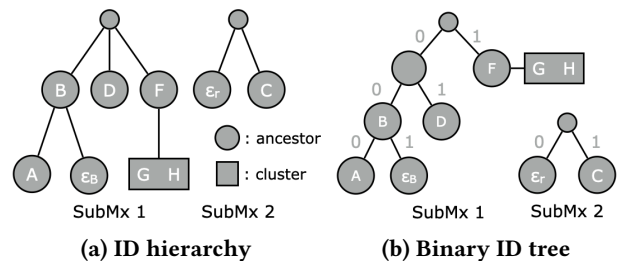 0 1
B D F εr C
F G H
0 1
B D
: ancestor
0 1
0 1
A εB G H
: cluster
A εB
εr C
SubMx 1 SubMx 2
SubMx 1 SubMx 2
(a) ID hierarchy
(b) Binary ID tree